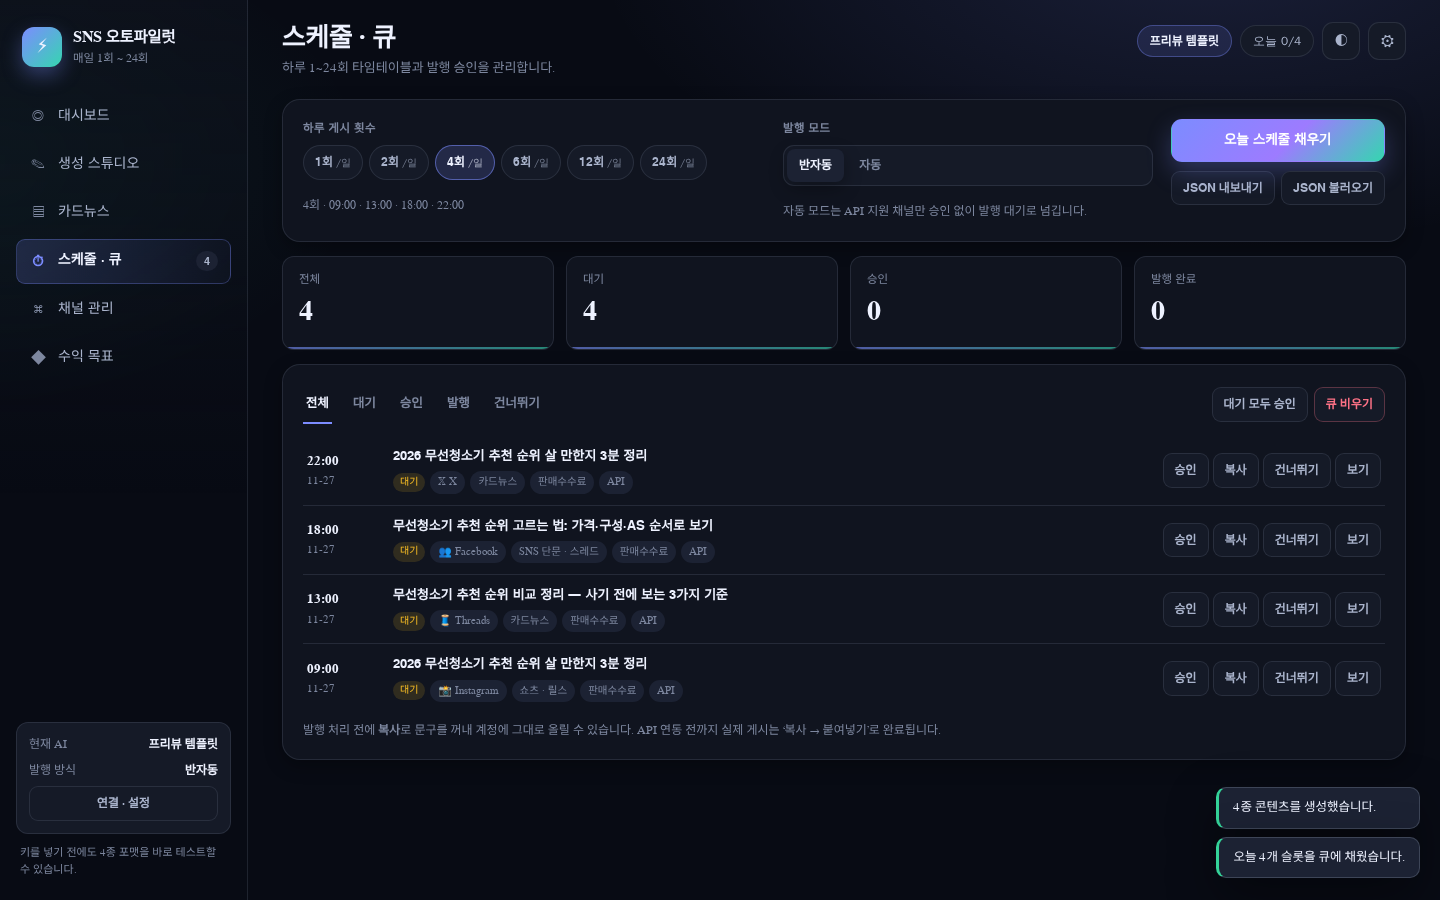 SNS 오토파일럿
매일 1회 ~ 24회
대시보드
생성 스튜디오
카드뉴스
스케줄 · 큐
4
채널 관리
수익 목표
현재 AI
프리뷰 템플릿
발행 방식
반자동
연결 · 설정
키를 넣기 전에도 4종 포맷을 바로 테스트할
수 있습니다.
스케줄 · 큐
하루 1~24회 타임테이블과 발행 승인을 관리합니다.
프리뷰 템플릿
오늘 0/4
하루 게시 횟수
1회 /일
2회 /일
4회 /일
6회 /일
12회 /일
24회 /일
4회 · 09:00 · 13:00 · 18:00 · 22:00
발행 모드
반자동
자동
자동 모드는 API 지원 채널만 승인 없이 발행 대기로 넘깁니다.
오늘 스케줄 채우기
JSON 내보내기
JSON 불러오기
전체
4
대기
4
승인
0
발행 완료
0
전체
대기
승인
발행
건너뛰기
대기 모두 승인
큐 비우기
22:00
11-27
2026 무선청소기 추천 순위 살 만한지 3분 정리
대기
𝕏 X
카드뉴스
판매수수료
API
승인
복사
건너뛰기
보기
18:00
11-27
무선청소기 추천 순위 고르는 법: 가격·구성·AS 순서로 보기
대기
👥 Facebook
SNS 단문 · 스레드
판매수수료
API
승인
복사
건너뛰기
보기
13:00
11-27
무선청소기 추천 순위 비교 정리 — 사기 전에 보는 3가지 기준
대기
🧵 Threads
카드뉴스
판매수수료
API
승인
복사
건너뛰기
보기
09:00
11-27
2026 무선청소기 추천 순위 살 만한지 3분 정리
대기
📸 Instagram
쇼츠 · 릴스
판매수수료
API
승인
복사
건너뛰기
보기
발행 처리 전에 복사로 문구를 꺼내 계정에 그대로 올릴 수 있습니다. API 연동 전까지 실제 게시는 ‘복사 → 붙여넣기’로 완료됩니다.
4종 콘텐츠를 생성했습니다.
오늘 4개 슬롯을 큐에 채웠습니다.